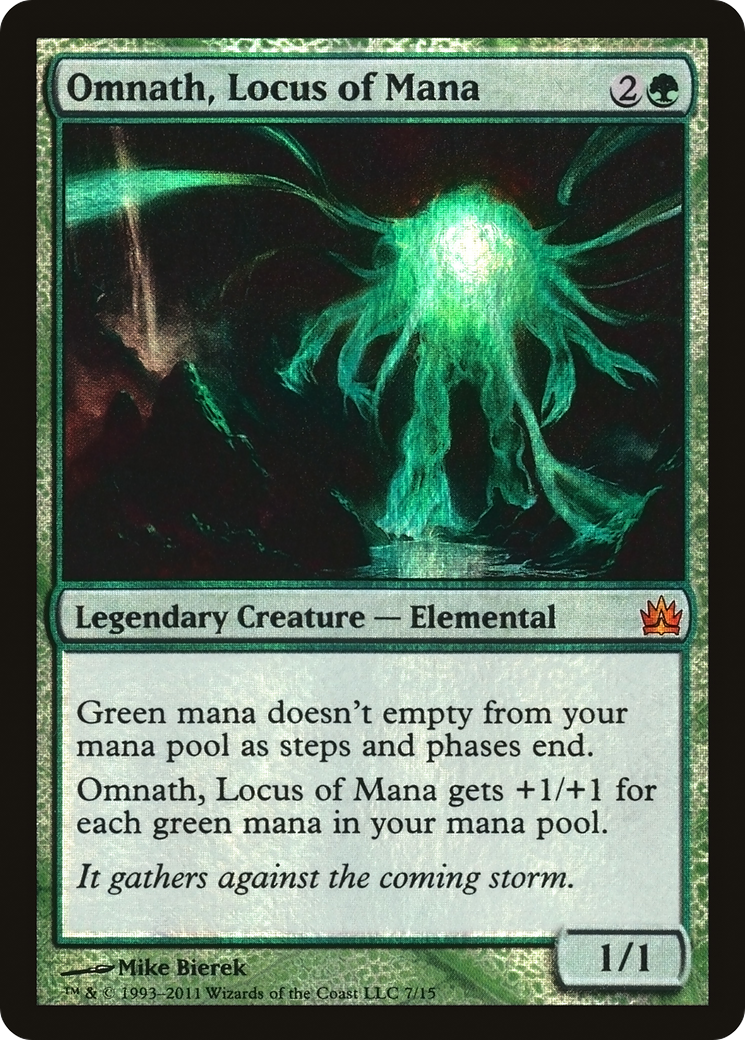 Omnath, Locus of Mana 2
Legendary Creature — Elemental
Green mana doesn't empty from your
mana pool as steps and phases end.
Omnath, Locus of Mana gets +1/+1 for
each green mana in your mana pool.
It gathers against the coming storm.
1/1
Mike Bierek
™ & © 1993–2011 Wizards of the Coast LLC 7/15